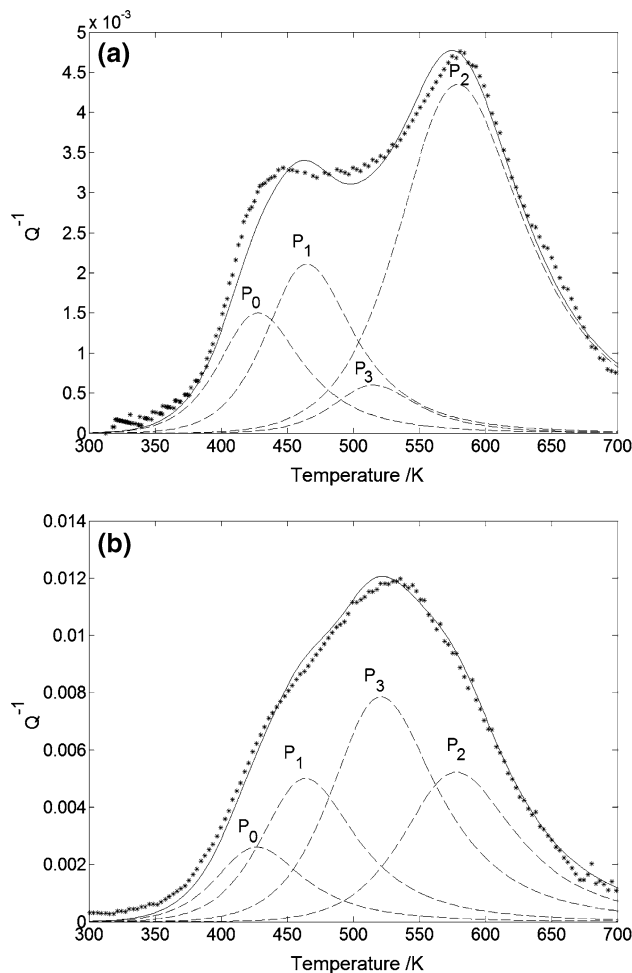 × 10⁻³
(a)
5
4.5
4
3.5
3
2.5
2
1.5
1
0.5
0
Q⁻¹
P₀
P₁
P₂
P₃
300 350 400 450 500 550 600 650 700
Temperature /K
(b)
0.014
0.012
0.01
0.008
0.006
0.004
0.002
0
Q⁻¹
P₀
P₁
P₃
P₂
300 350 400 450 500 550 600 650 700
Temperature /K